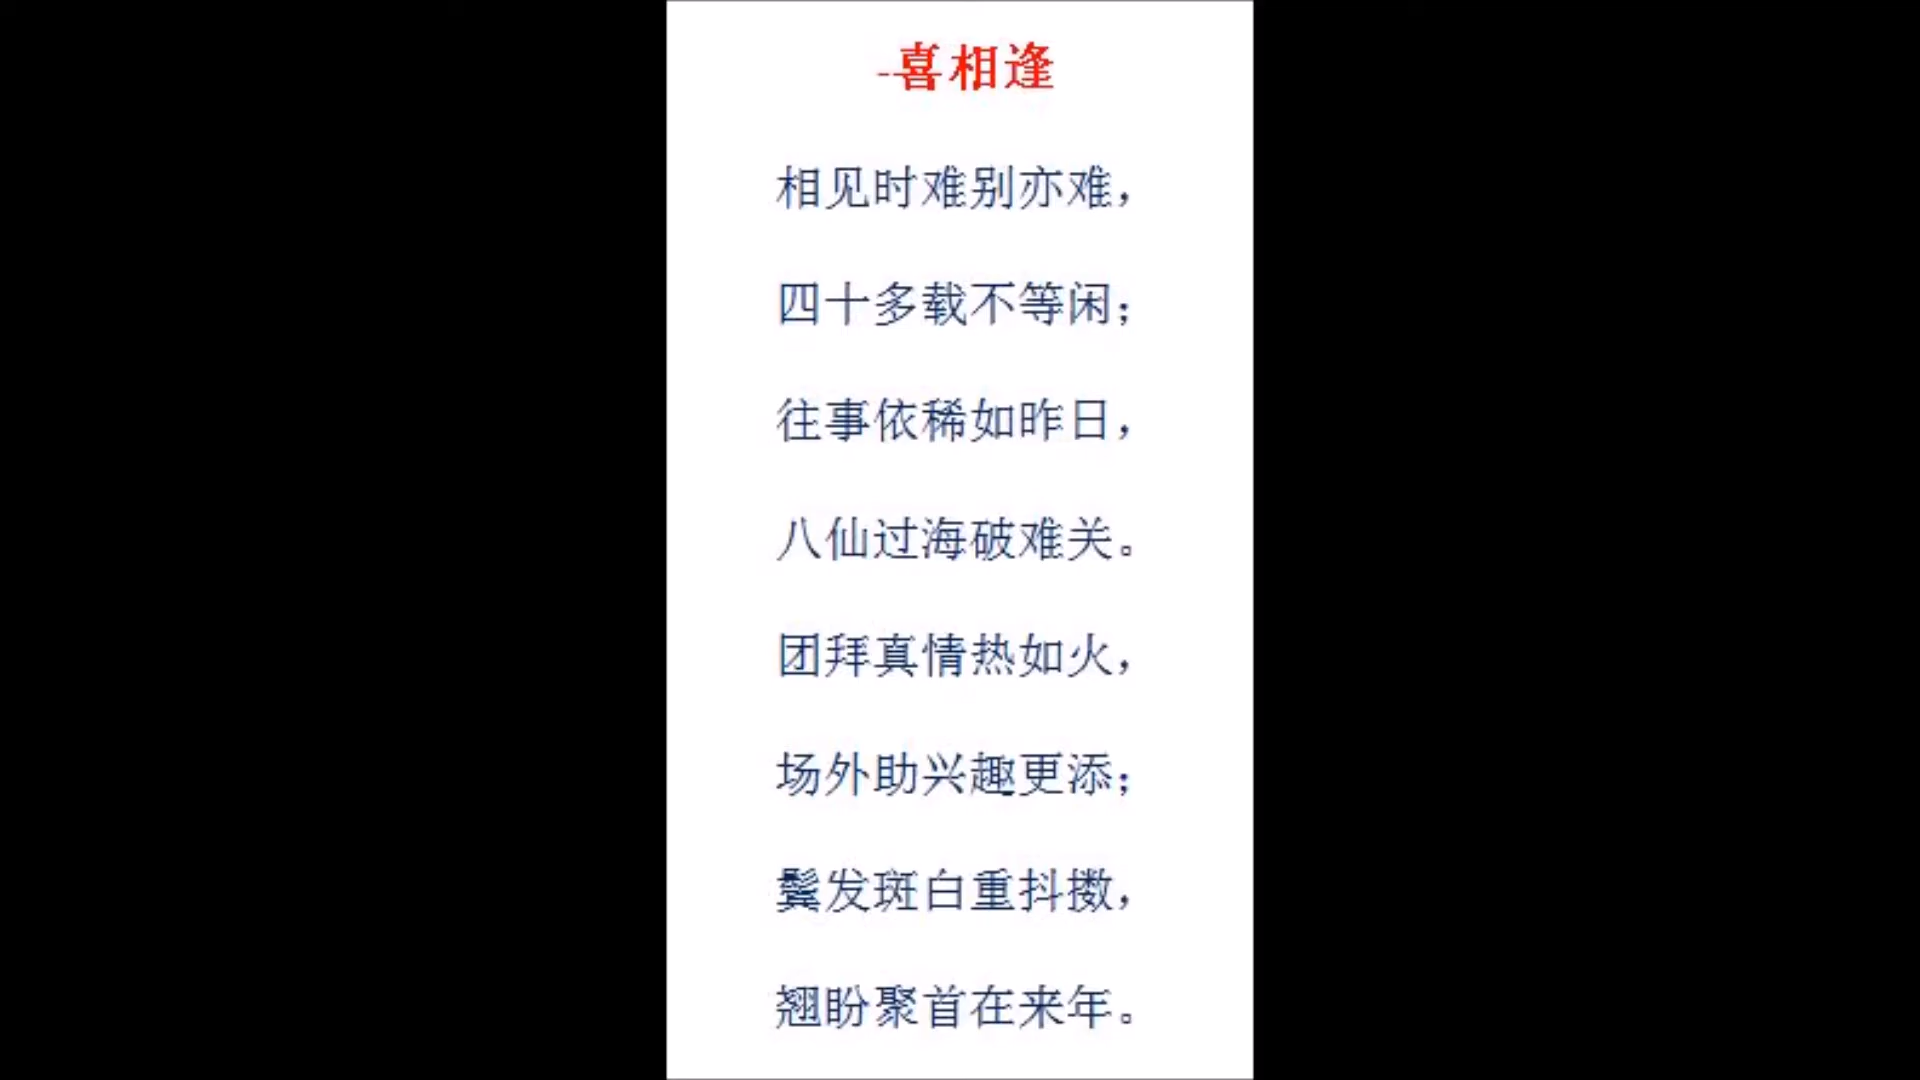 -喜相逢
相见时难别亦难，
四十多载不等闲；
往事依稀如昨日，
八仙过海破难关。
团拜真情热如火，
场外助兴趣更添；
鬓发斑白重抖擞，
翘盼聚首在来年。